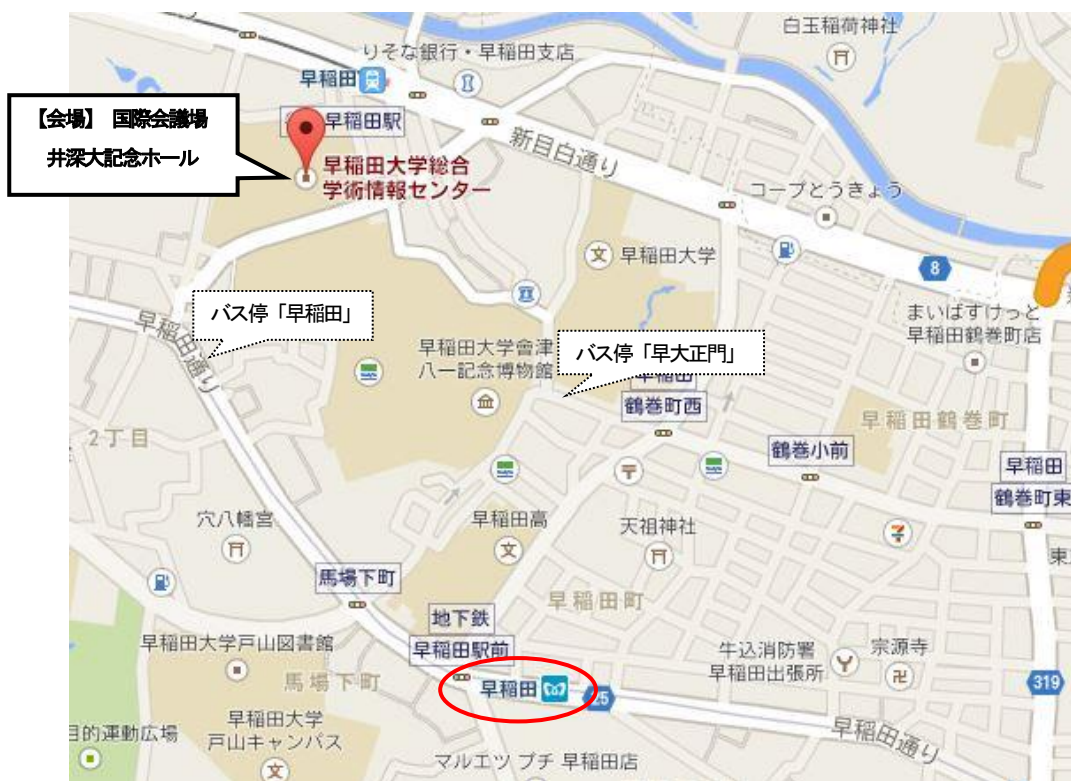 白玉稲荷神社
りそな銀行・早稲田支店
早稲田
早稲田駅
【会場】 国際会議場
井深大記念ホール
早稲田大学総合
学術情報センター
新目白通り
コープとうきょう
早稲田大学
8
まいばすけっと
早稲田鶴巻町店
バス停「早稲田」
早稲田通り
早稲田大学會津
八一記念博物館
バス停「早大正門」
早稲田
鶴巻町西
早稲田鶴巻町
2丁目
鶴巻小前
早稲田
鶴巻町東
穴八幡宮
早稲田高
天祖神社
馬場下町
早稲田町
地下鉄
早稲田駅前
早稲田大学戸山図書館
馬場下町
早稲田
25
牛込消防署
早稲田出張所
宗源寺
319
目的運動広場
早稲田大学
戸山キャンパス
早稲田通り
マルエツ プチ 早稲田店